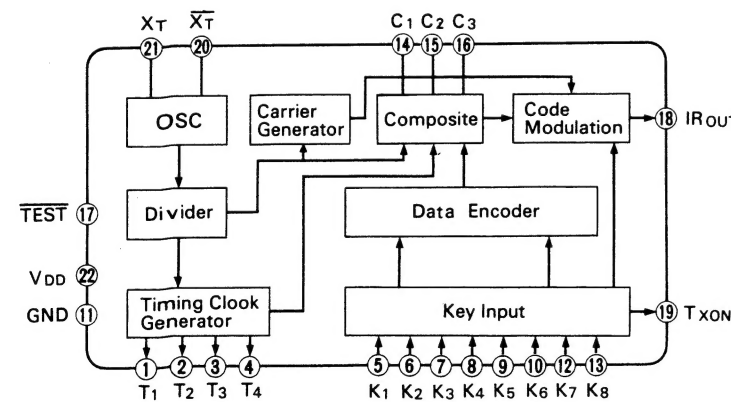 XT X̅T̅ C1 C2 C3
21 20 14 15 16
OSC
Carrier
Generator
Composite
Code
Modulation
18 IR OUT
TEST 17
Divider
Data Encoder
VDD 22
GND 11
Timing Clook
Generator
Key Input
19 TXON
1 2 3 4 5 6 7 8 9 10 12 13
T1 T2 T3 T4 K1 K2 K3 K4 K5 K6 K7 K8